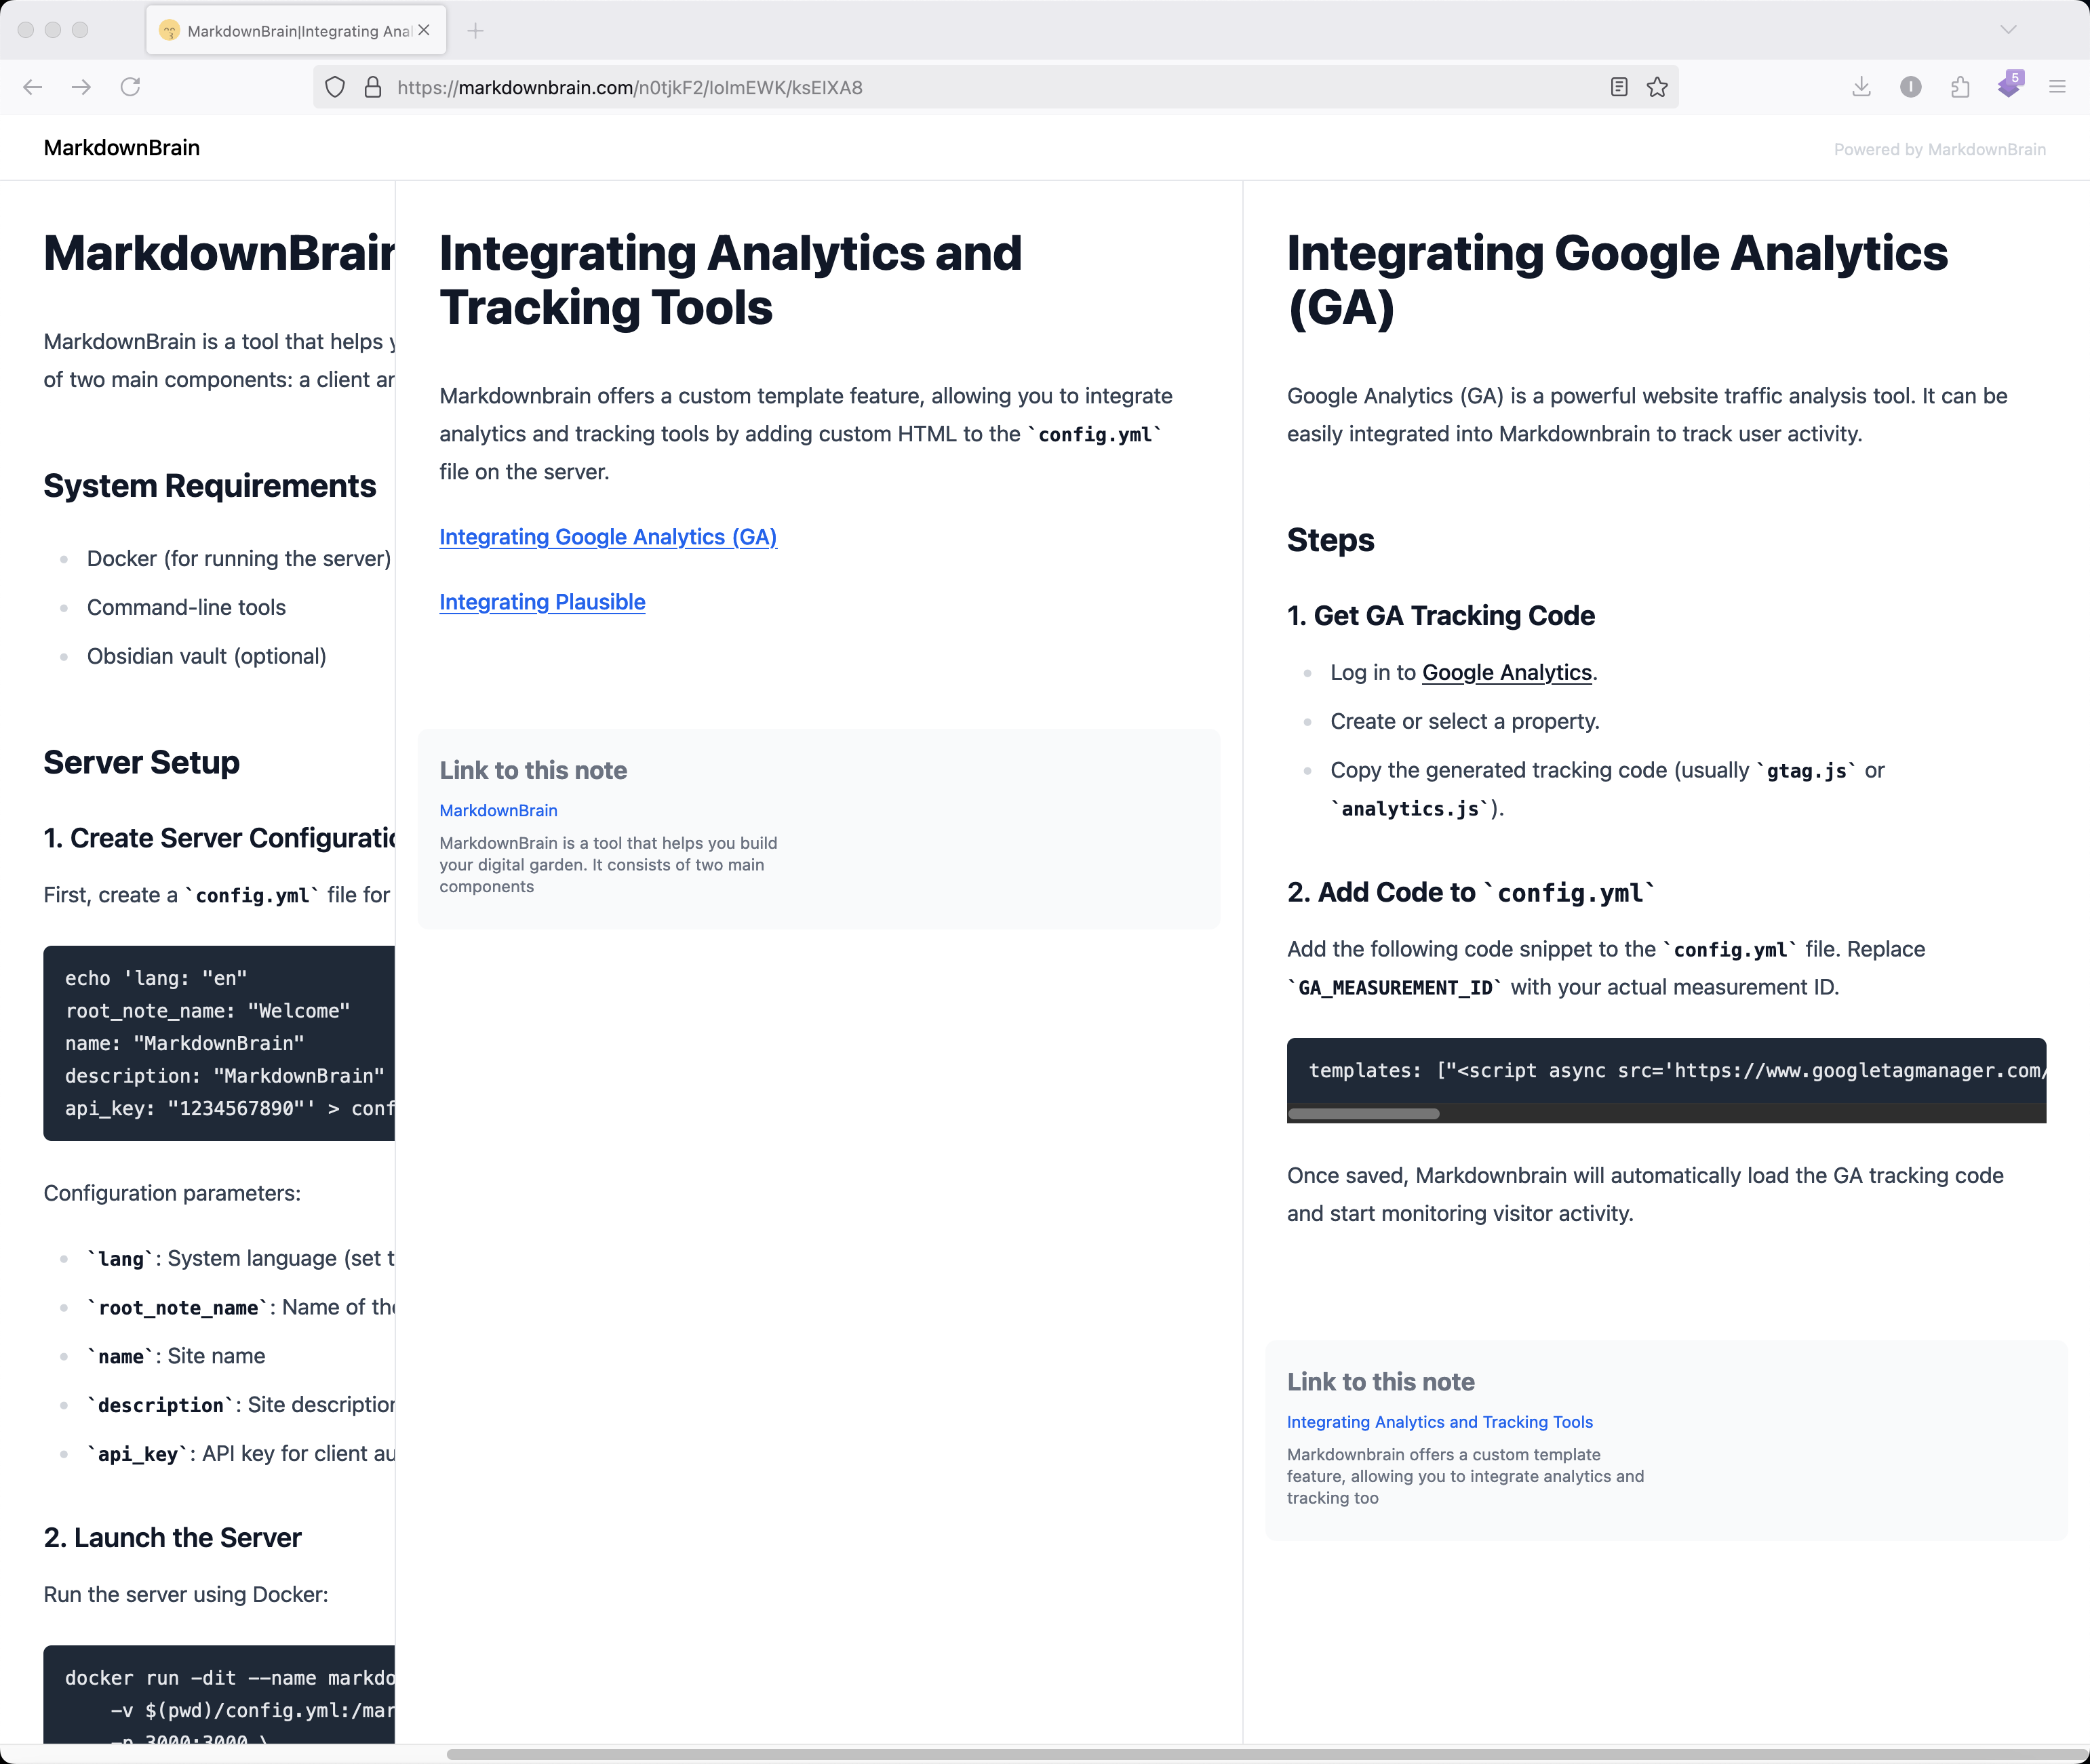 MarkdownBrain|Integrating Anal
5
https://markdownbrain.com/n0tjkF2/loImEWK/ksEIXA8
MarkdownBrain
Powered by MarkdownBrain
MarkdownBrain
MarkdownBrain is a tool that helps y
of two main components: a client an
System Requirements
Docker (for running the server)
Command-line tools
Obsidian vault (optional)
Server Setup
1. Create Server Configuratio
First, create a `config.yml` file for
echo 'lang: "en"
root_note_name: "Welcome"
name: "MarkdownBrain"
description: "MarkdownBrain"
api_key: "1234567890"' > conf
Configuration parameters:
`lang`: System language (set t
`root_note_name`: Name of the
`name`: Site name
`description`: Site description
`api_key`: API key for client au
2. Launch the Server
Run the server using Docker:
docker run -dit --name markdo
-v $(pwd)/config.yml:/mar
-p 3000:3000 \
Integrating Analytics and
Tracking Tools
Markdownbrain offers a custom template feature, allowing you to integrate
analytics and tracking tools by adding custom HTML to the `config.yml`
file on the server.
Integrating Google Analytics (GA)
Integrating Plausible
Link to this note
MarkdownBrain
MarkdownBrain is a tool that helps you build
your digital garden. It consists of two main
components
Integrating Google Analytics
(GA)
Google Analytics (GA) is a powerful website traffic analysis tool. It can be
easily integrated into Markdownbrain to track user activity.
Steps
1. Get GA Tracking Code
Log in to Google Analytics.
Create or select a property.
Copy the generated tracking code (usually `gtag.js` or
`analytics.js`).
2. Add Code to `config.yml`
Add the following code snippet to the `config.yml` file. Replace
`GA_MEASUREMENT_ID` with your actual measurement ID.
templates: ["<script async src='https://www.googletagmanager.com/
Once saved, Markdownbrain will automatically load the GA tracking code
and start monitoring visitor activity.
Link to this note
Integrating Analytics and Tracking Tools
Markdownbrain offers a custom template
feature, allowing you to integrate analytics and
tracking too